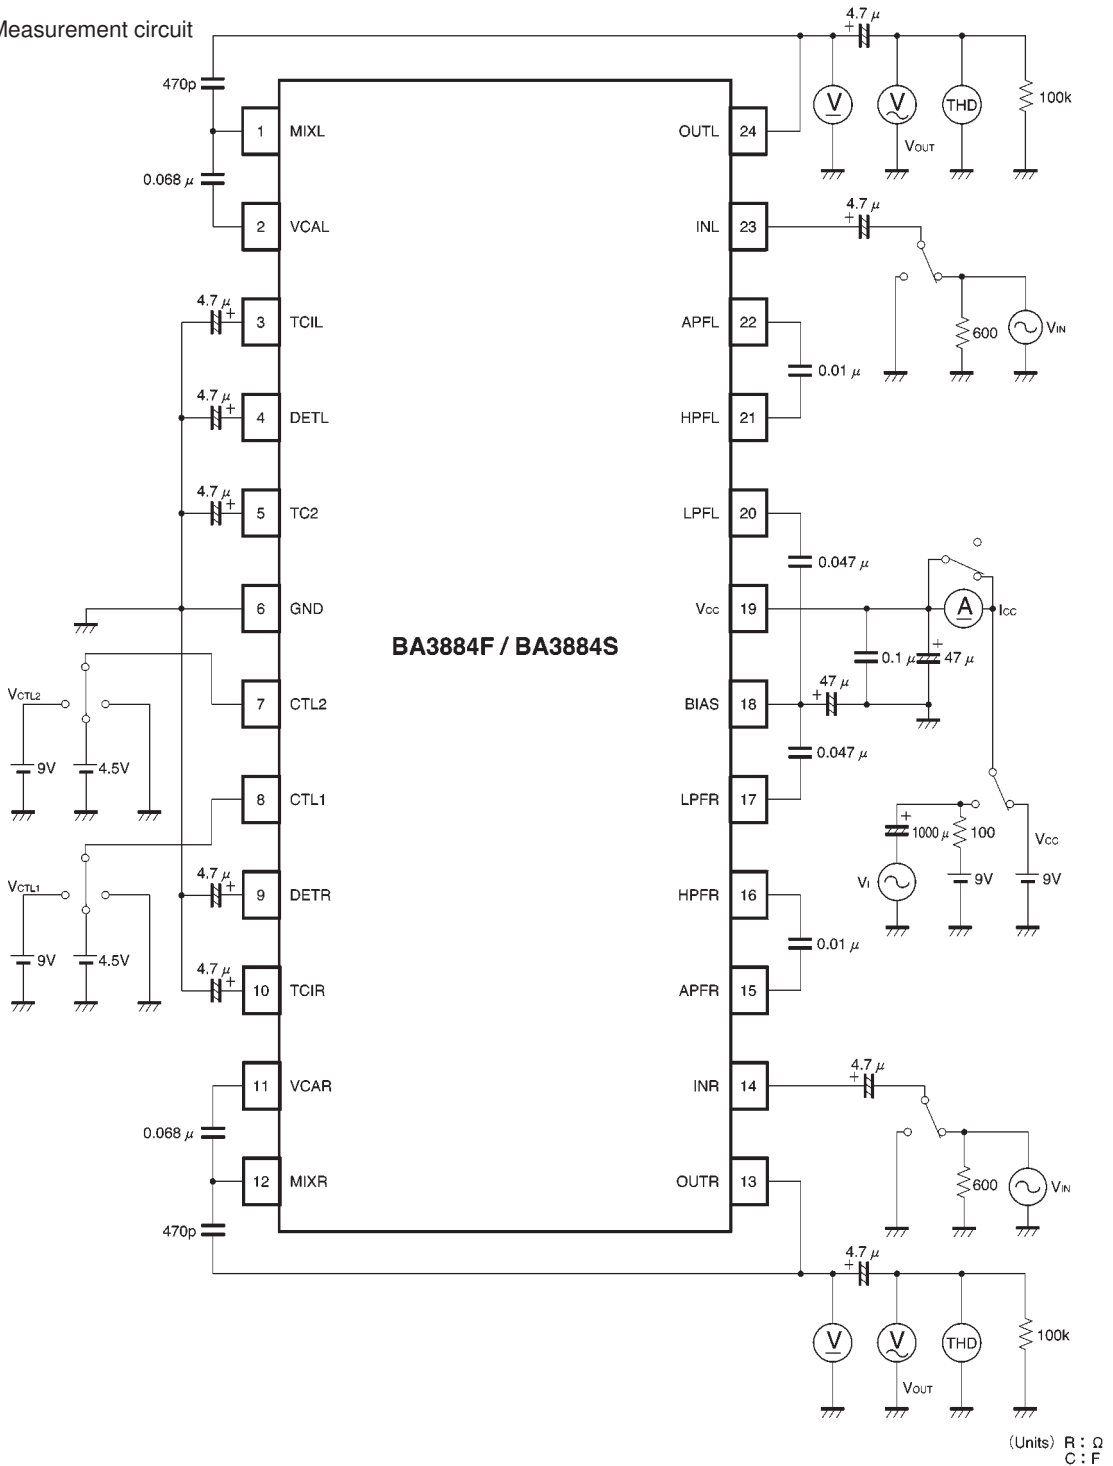 Measurement circuit
4.7 μ
+
470p
1 MIXL
OUTL 24
V
V
THD
100k
VOUT
0.068 μ
4.7 μ
+
2 VCAL
INL 23
4.7 μ
+
3 TCIL
APFL 22
600
VIN
0.01 μ
4.7 μ
+
4 DETL
HPFL 21
4.7 μ
+
5 TC2
LPFL 20
0.047 μ
6 GND
Vcc 19
A
Icc
BA3884F / BA3884S
0.1 μ
+
47 μ
VCTL2
7 CTL2
BIAS 18
47 μ
+
0.047 μ
9V
4.5V
8 CTL1
LPFR 17
+
1000 μ
100
Vcc
VI
9V
9V
VCTL1
4.7 μ
+
9 DETR
HPFR 16
0.01 μ
9V
4.5V
4.7 μ
+
10 TCIR
APFR 15
4.7 μ
+
11 VCAR
INR 14
0.068 μ
12 MIXR
OUTR 13
600
VIN
470p
4.7 μ
+
V
V
THD
100k
VOUT
(Units) R : Ω
C : F